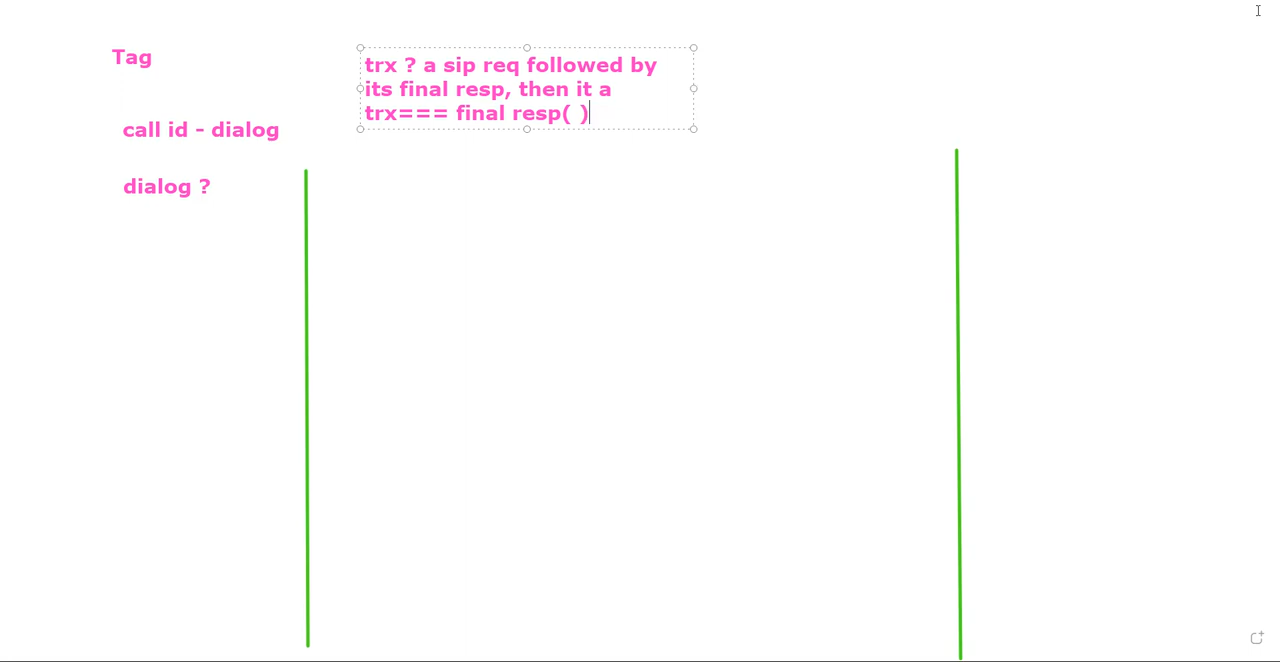 Tag
trx ? a sip req followed by
its final resp, then it a
trx=== final resp( )
call id - dialog
dialog ?